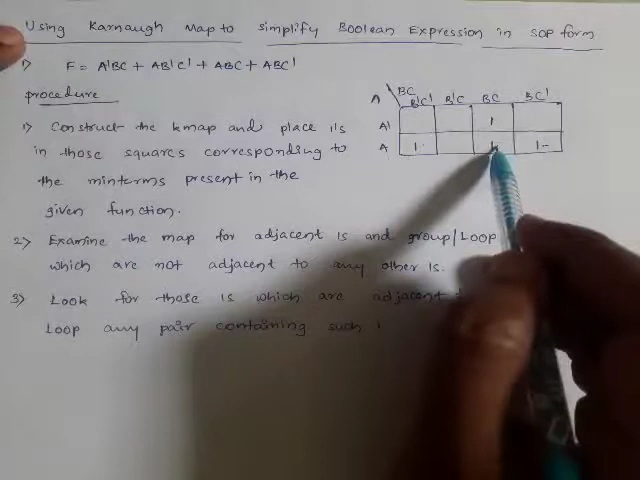 Using Karnaugh Map to simplify Boolean Expression in SOP form
1) F = A'BC + AB'C' + ABC + ABC'
procedure
A BC B'C' B'C BC BC'
A' 1
A 1 1 1
1) Construct the kmap and place 1s
in those squares corresponding to
the minterms present in the
given function.
2) Examine the map for adjacent 1s and group/Loop
which are not adjacent to any other 1s.
3) Look for those 1s which are adjacent
Loop any pair containing such